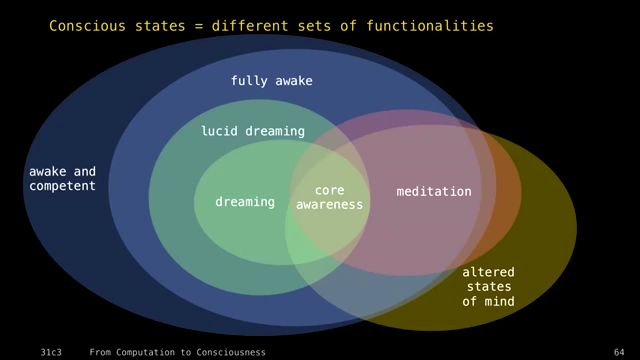 Conscious states = different sets of functionalities
fully awake
lucid dreaming
awake and
competent
dreaming
core
awareness
meditation
altered
states
of mind
31c3 From Computation to Consciousness 64